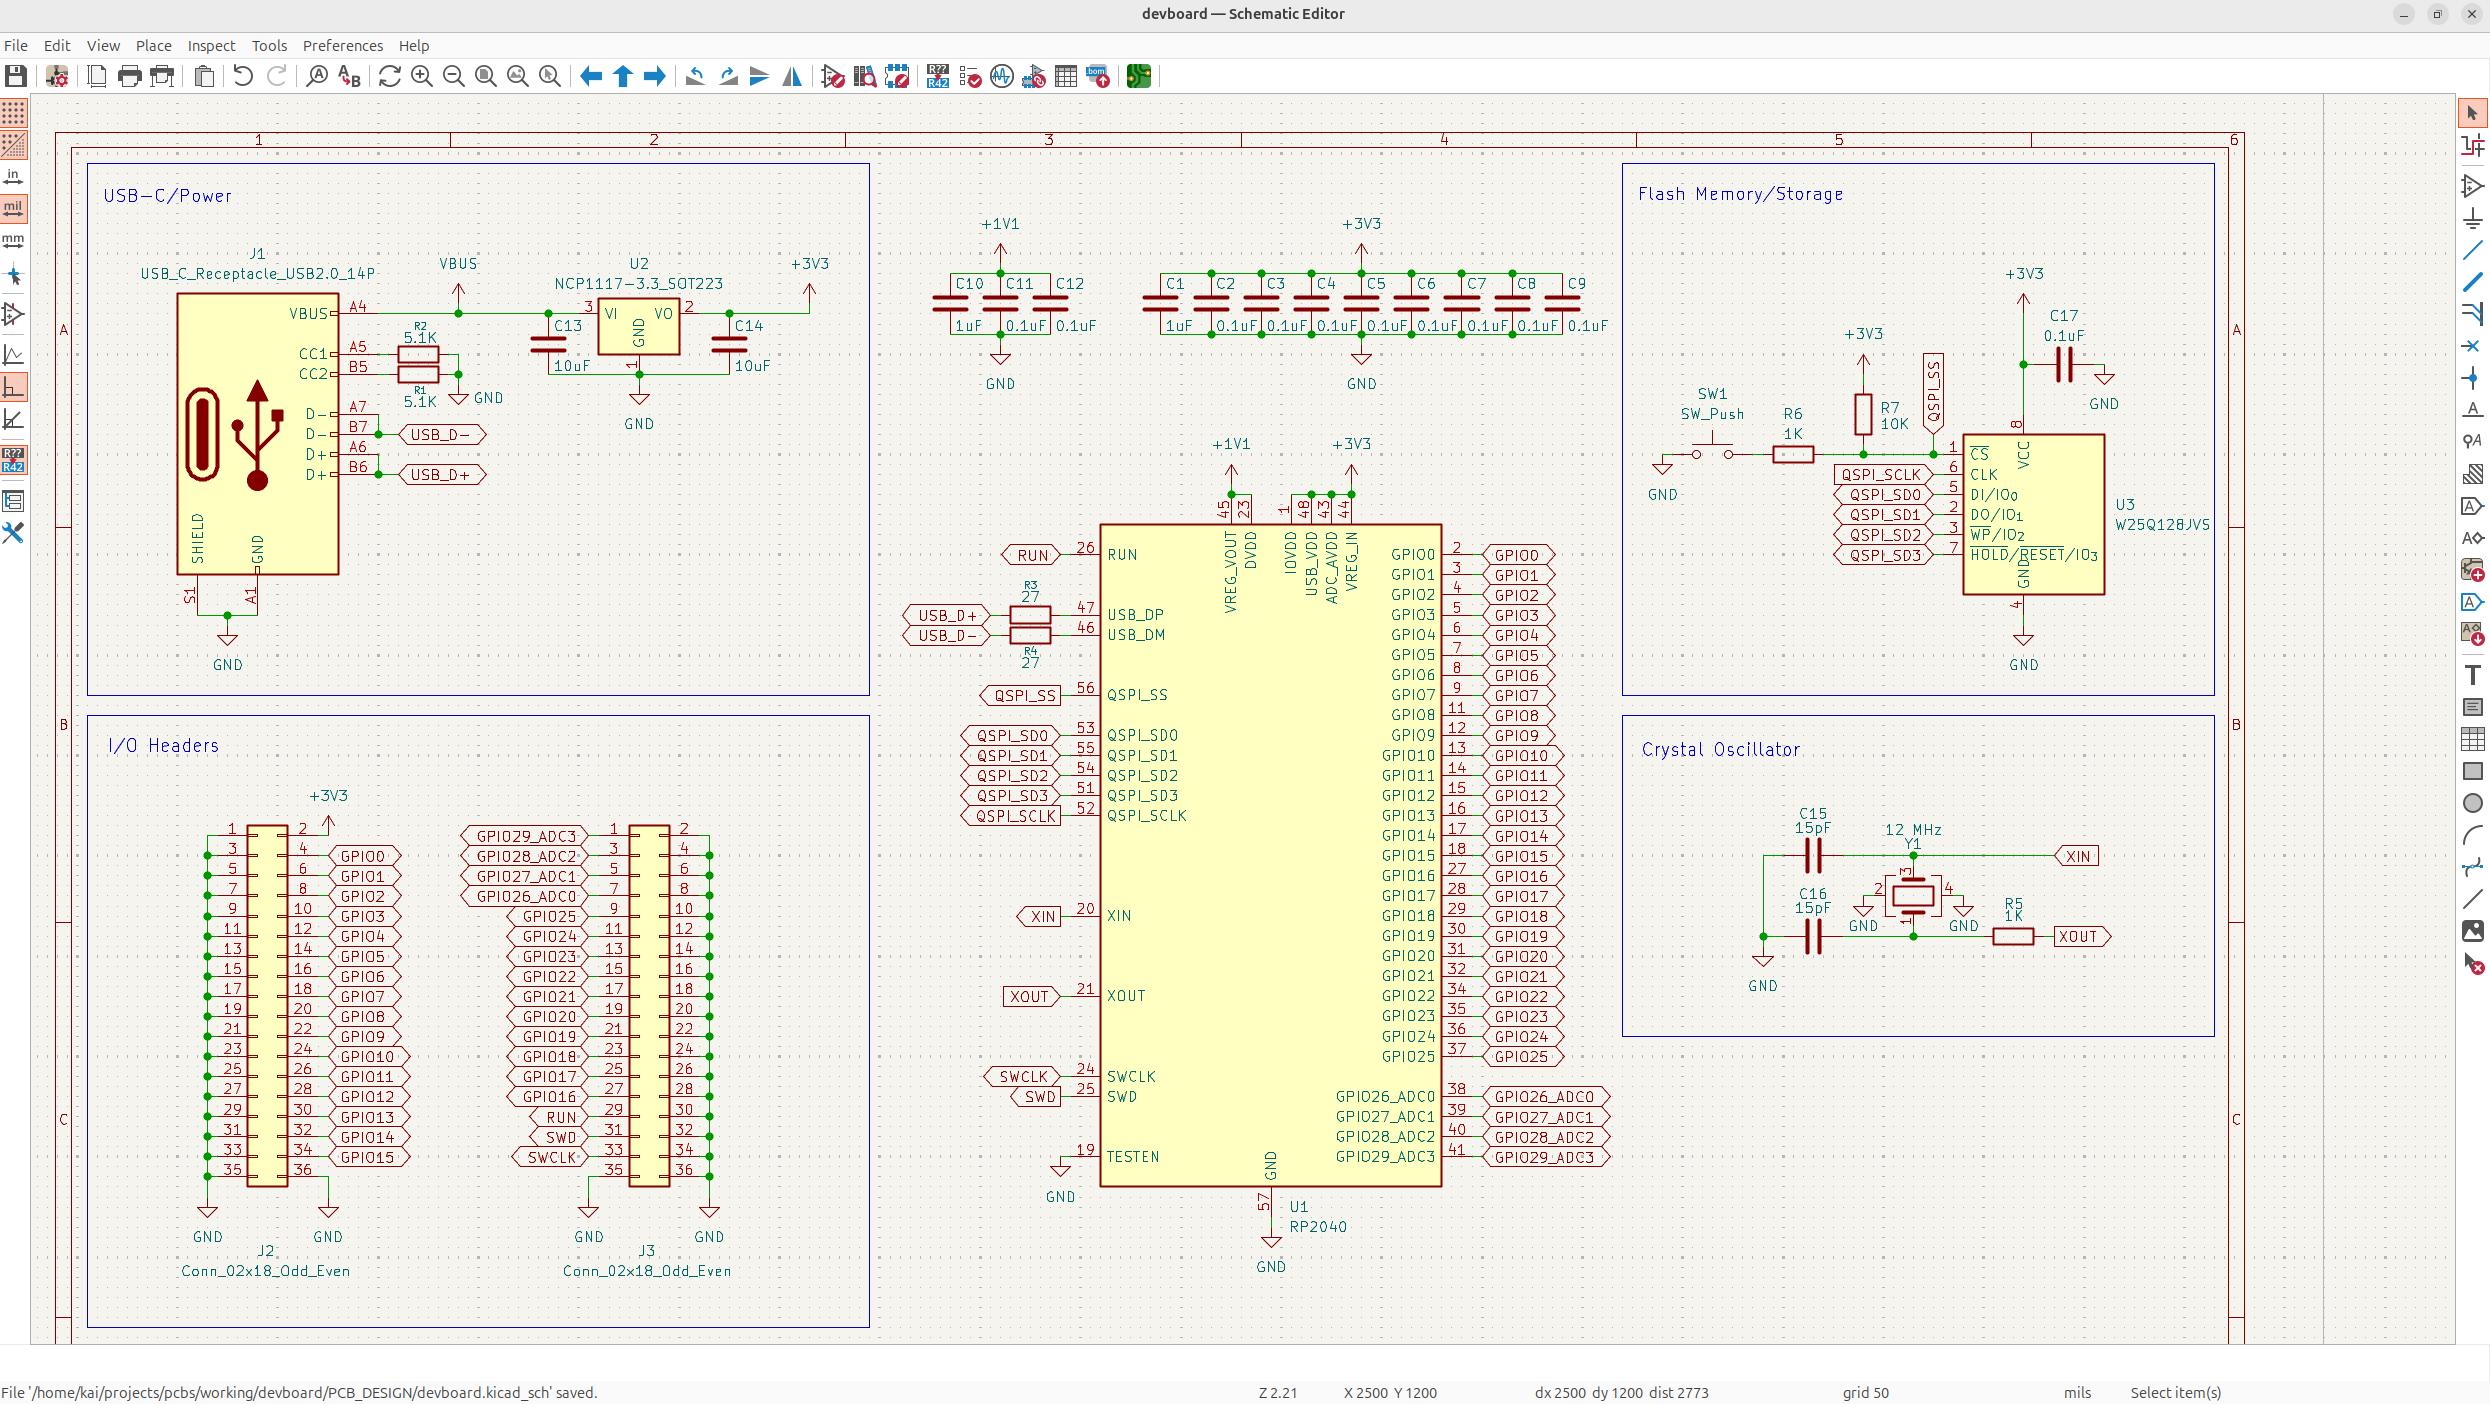 devboard — Schematic Editor
File Edit View Place Inspect Tools Preferences Help
in
mil
mm
R??
R42
1 2 3 4 5 6
A
B
C
A
B
C
USB-C/Power
J1
USB_C_Receptacle_USB2.0_14P
VBUS A4
CC1 A5
CC2 B5
D- A7
D- B7
D+ A6
D+ B6
SHIELD
GND
S1
A1
GND
R2
5.1K
R1
5.1K
GND
VBUS
USB_D-
USB_D+
U2
NCP1117-3.3_SOT223
3 VI VO 2
GND
1
C13
10uF
C14
10uF
+3V3
GND
I/O Headers
+3V3
1 2
3 4 GPIO0
5 6 GPIO1
7 8 GPIO2
9 10 GPIO3
11 12 GPIO4
13 14 GPIO5
15 16 GPIO6
17 18 GPIO7
19 20 GPIO8
21 22 GPIO9
23 24 GPIO10
25 26 GPIO11
27 28 GPIO12
29 30 GPIO13
31 32 GPIO14
33 34 GPIO15
35 36
GND GND
J2
Conn_02x18_Odd_Even
GPIO29_ADC3 1 2
GPIO28_ADC2 3 4
GPIO27_ADC1 5 6
GPIO26_ADC0 7 8
GPIO25 9 10
GPIO24 11 12
GPIO23 13 14
GPIO22 15 16
GPIO21 17 18
GPIO20 19 20
GPIO19 21 22
GPIO18 23 24
GPIO17 25 26
GPIO16 27 28
RUN 29 30
SWD 31 32
SWCLK 33 34
35 36
GND GND
J3
Conn_02x18_Odd_Even
+1V1
C10 C11 C12
1uF 0.1uF 0.1uF
GND
+3V3
C1 C2 C3 C4 C5 C6 C7 C8 C9
1uF 0.1uF 0.1uF 0.1uF 0.1uF 0.1uF 0.1uF 0.1uF 0.1uF
GND
+1V1 +3V3
45 23 1 48 43 44
VREG_VOUT DVDD IOVDD USB_VDD ADC_AVDD VREG_IN
RUN 26 RUN
R3
27
USB_D+ 47 USB_DP
USB_D- 46 USB_DM
R4
27
QSPI_SS 56 QSPI_SS
QSPI_SD0 53 QSPI_SD0
QSPI_SD1 55 QSPI_SD1
QSPI_SD2 54 QSPI_SD2
QSPI_SD3 51 QSPI_SD3
QSPI_SCLK 52 QSPI_SCLK
XIN 20 XIN
XOUT 21 XOUT
SWCLK 24 SWCLK
SWD 25 SWD
19 TESTEN
GND
GPIO0 2 GPIO0
GPIO1 3 GPIO1
GPIO2 4 GPIO2
GPIO3 5 GPIO3
GPIO4 6 GPIO4
GPIO5 7 GPIO5
GPIO6 8 GPIO6
GPIO7 9 GPIO7
GPIO8 11 GPIO8
GPIO9 12 GPIO9
GPIO10 13 GPIO10
GPIO11 14 GPIO11
GPIO12 15 GPIO12
GPIO13 16 GPIO13
GPIO14 17 GPIO14
GPIO15 18 GPIO15
GPIO16 27 GPIO16
GPIO17 28 GPIO17
GPIO18 29 GPIO18
GPIO19 30 GPIO19
GPIO20 31 GPIO20
GPIO21 32 GPIO21
GPIO22 34 GPIO22
GPIO23 35 GPIO23
GPIO24 36 GPIO24
GPIO25 37 GPIO25
GPIO26_ADC0 38 GPIO26_ADC0
GPIO27_ADC1 39 GPIO27_ADC1
GPIO28_ADC2 40 GPIO28_ADC2
GPIO29_ADC3 41 GPIO29_ADC3
GND
57
U1
RP2040
GND
Flash Memory/Storage
+3V3
C17
0.1uF
GND
+3V3
QSPI_SS
SW1
SW_Push
R6
1K
R7
10K
GND
8
VCC
1 CS
QSPI_SCLK 6 CLK
QSPI_SD0 5 DI/IO0
QSPI_SD1 2 DO/IO1
QSPI_SD2 3 WP/IO2
QSPI_SD3 7 HOLD/RESET/IO3
GND
4
U3
W25Q128JVS
GND
Crystal Oscillator
C15
15pF
12 MHz
Y1
XIN
C16
15pF
3
2 4
1
GND GND
R5
1K
XOUT
GND
File '/home/kai/projects/pcbs/working/devboard/PCB_DESIGN/devboard.kicad_sch' saved. Z 2.21 X 2500 Y 1200 dx 2500 dy 1200 dist 2773 grid 50 mils Select item(s)